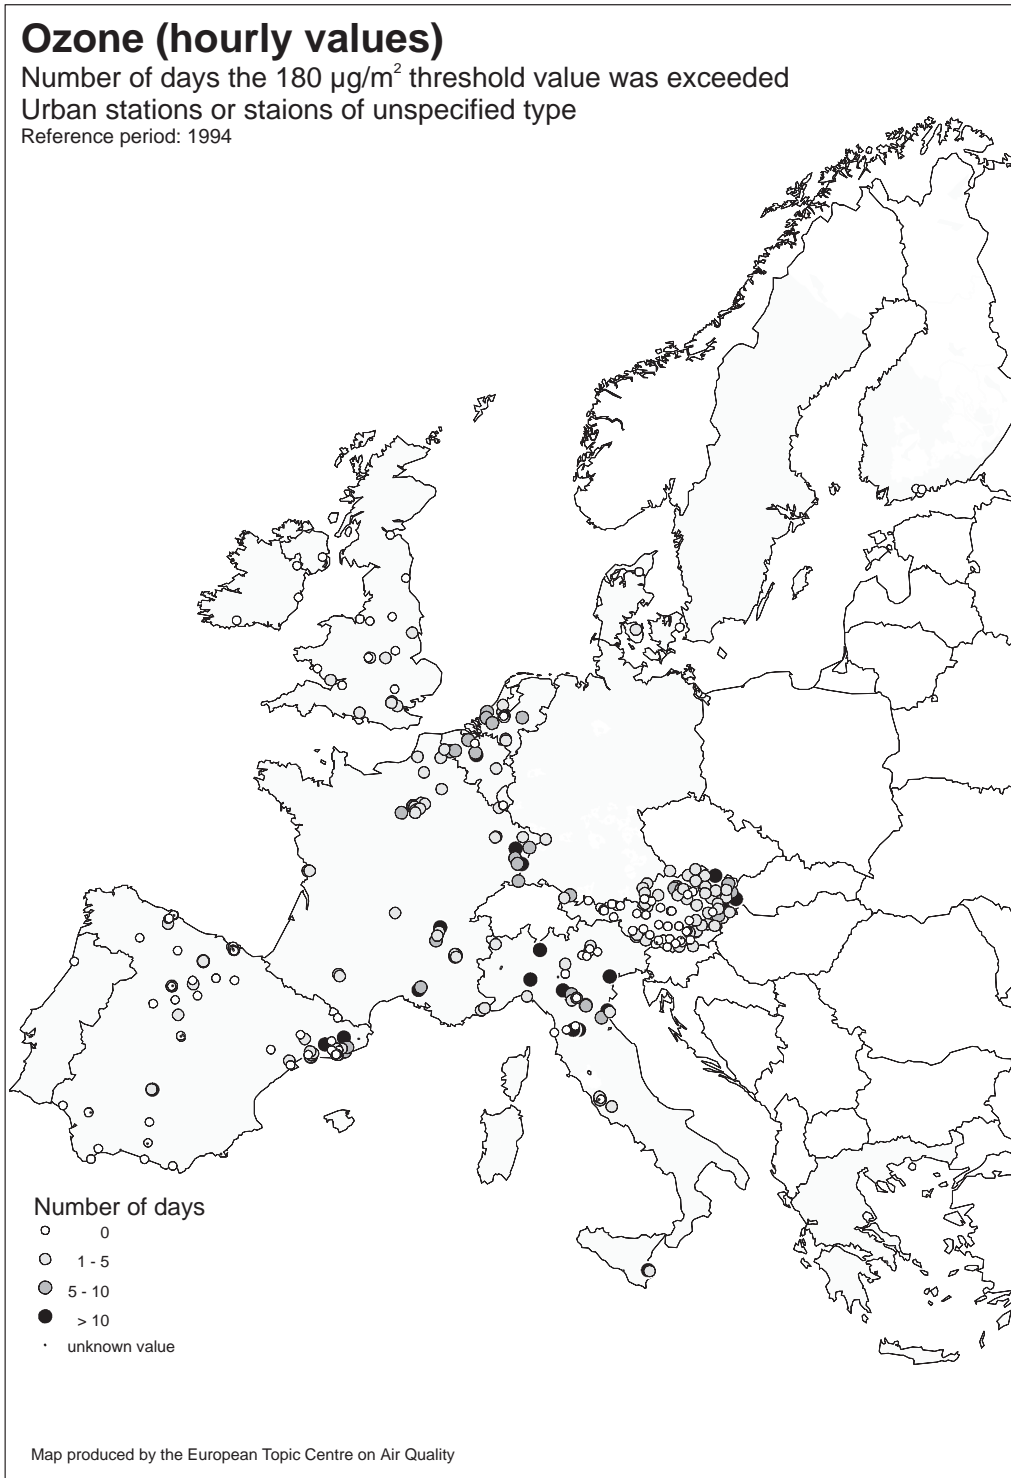 Ozone (hourly values)
Number of days the 180 µg/m² threshold value was exceeded
Urban stations or staions of unspecified type
Reference period: 1994
Number of days
0
1 - 5
5 - 10
> 10
unknown value
Map produced by the European Topic Centre on Air Quality